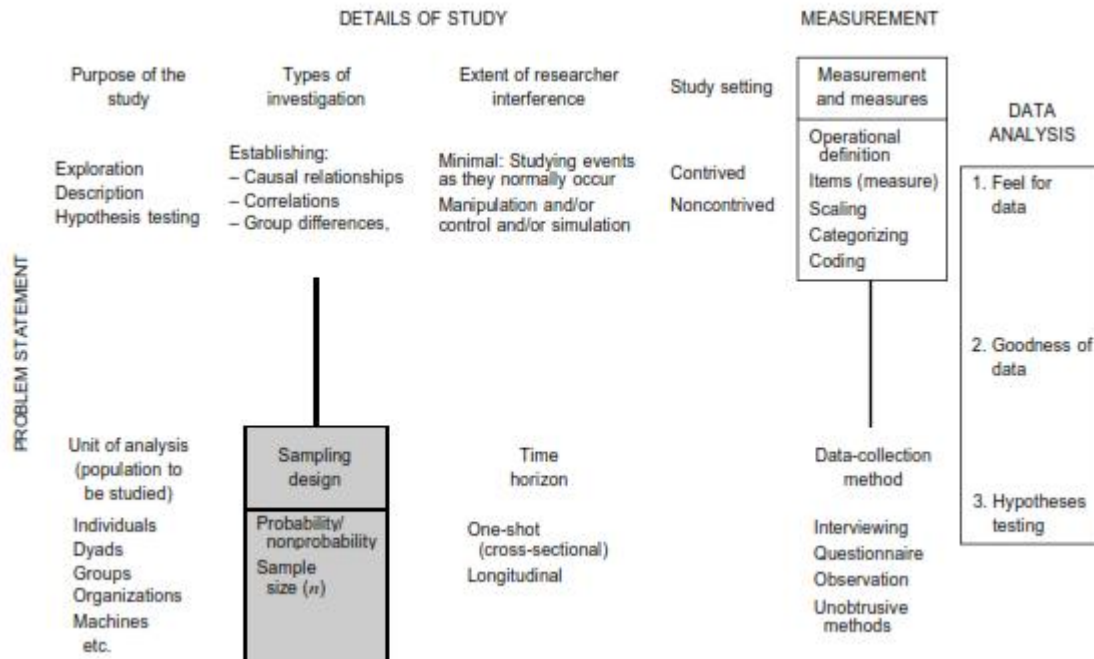 DETAILS OF STUDY
MEASUREMENT
Purpose of the
study
Types of
investigation
Extent of researcher
interference
Study setting
Measurement
and measures
DATA
ANALYSIS
Exploration
Description
Hypothesis testing
Establishing:
– Causal relationships
– Correlations
– Group differences,
Minimal: Studying events
as they normally occur
Manipulation and/or
control and/or simulation
Contrived
Noncontrived
Operational
definition
Items (measure)
Scaling
Categorizing
Coding
1. Feel for
data
2. Goodness of
data
3. Hypotheses
testing
PROBLEM STATEMENT
Unit of analysis
(population to
be studied)
Individuals
Dyads
Groups
Organizations
Machines
etc.
Sampling
design
Probability/
nonprobability
Sample
size (n)
Time
horizon
One-shot
(cross-sectional)
Longitudinal
Data-collection
method
Interviewing
Questionnaire
Observation
Unobtrusive
methods